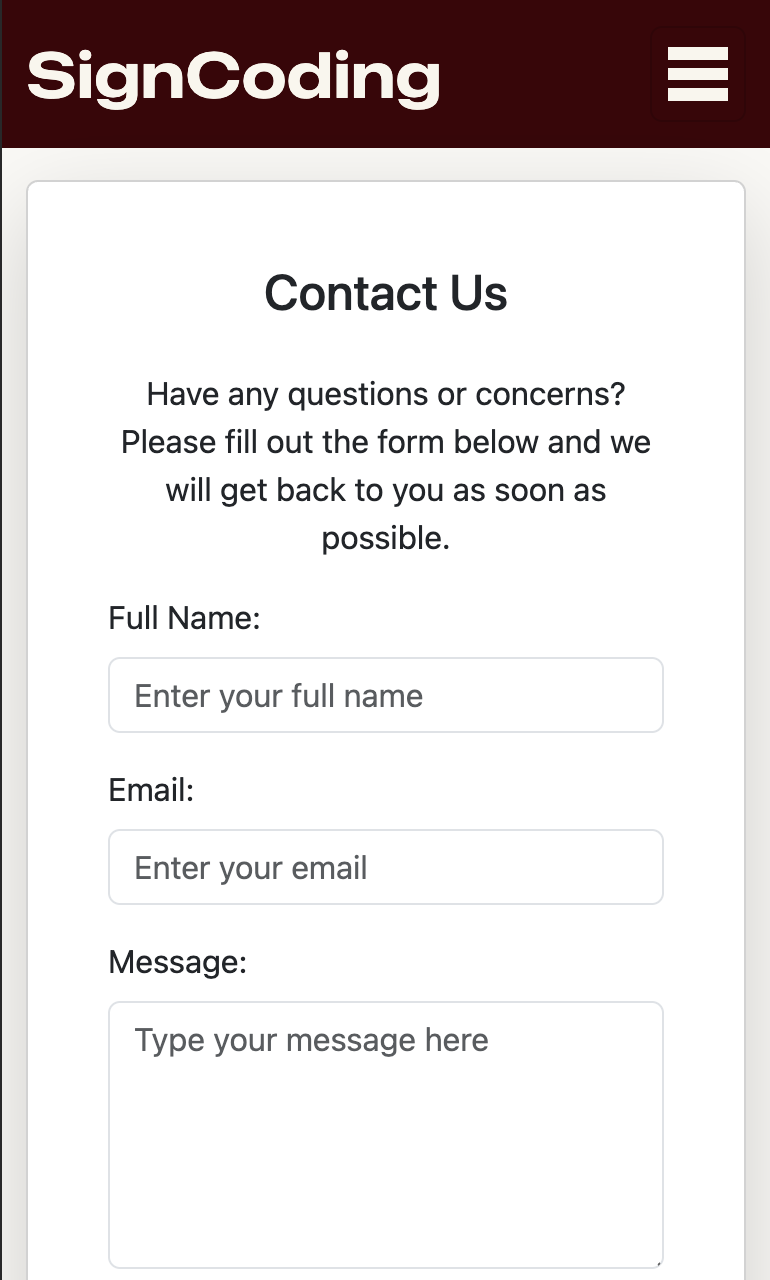 SignCoding
Contact Us
Have any questions or concerns?
Please fill out the form below and we
will get back to you as soon as
possible.
Full Name:
Enter your full name
Email:
Enter your email
Message:
Type your message here